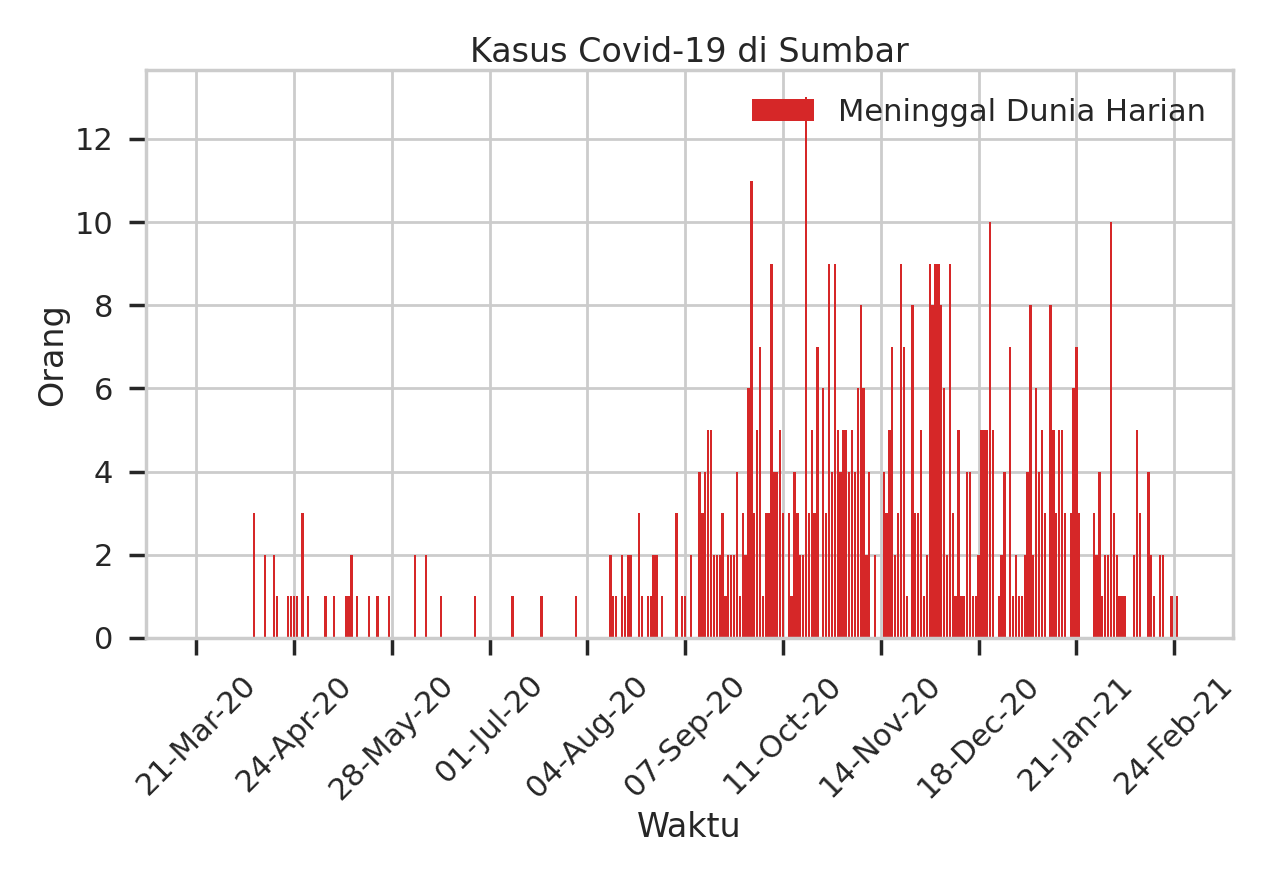 Kasus Covid-19 di Sumbar
Meninggal Dunia Harian
12
10
8
6
4
2
0
Orang
21-Mar-20
24-Apr-20
28-May-20
01-Jul-20
04-Aug-20
07-Sep-20
11-Oct-20
14-Nov-20
18-Dec-20
21-Jan-21
24-Feb-21
Waktu